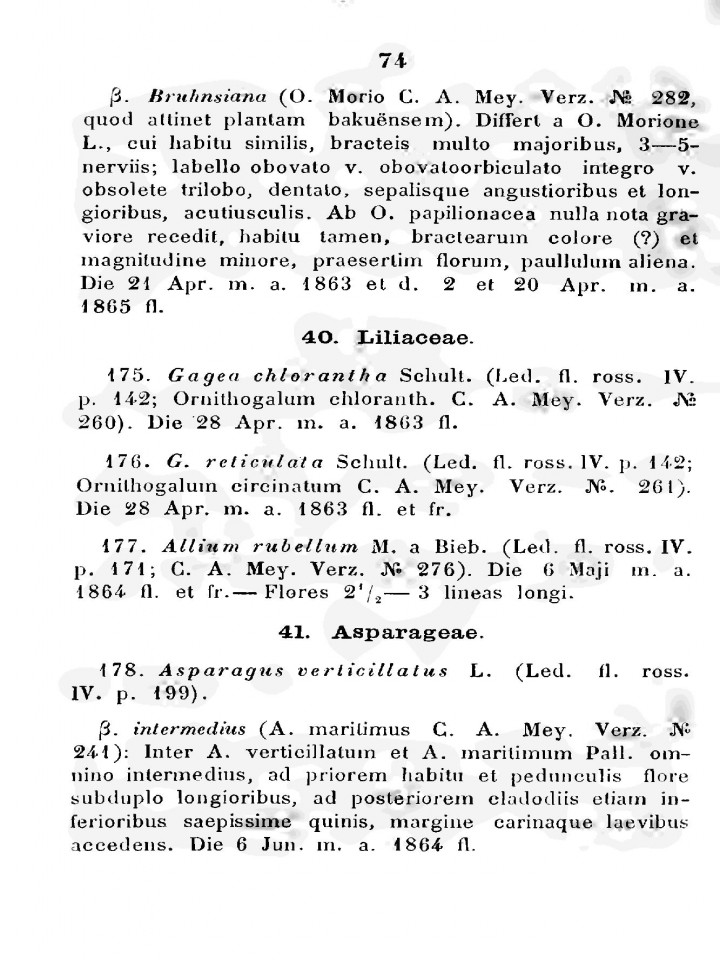 74
β. Bruhnsiana (O. Morio C. A. Mey. Verz. № 282,
quod attinet plantam bakuënsem). Differt a O. Morione
L., cui habitu similis, bracteis multo majoribus, 3—5-
nerviis; labello obovato v. obovatoorbiculato integro v.
obsolete trilobo, dentato, sepalisque angustioribus et lon-
gioribus, acutiusculis. Ab O. papilionacea nulla nota gra-
viore recedit, habitu tamen, bractearum colore (?) et
magnitudine minore, praesertim florum, paullulum aliena.
Die 21 Apr. m. a. 1863 et d. 2 et 20 Apr. m. a.
1865 fl.
40. Liliaceae.
175. Gagea chlorantha Schult. (Led. fl. ross. IV.
p. 142; Ornithogalum chloranth. C. A. Mey. Verz. №
260). Die 28 Apr. m. a. 1863 fl.
176. G. reticulata Schult. (Led. fl. ross. IV. p. 142;
Ornithogalum circinatum C. A. Mey. Verz. №. 261).
Die 28 Apr. m. a. 1863 fl. et fr.
177. Allium rubellum M. a Bieb. (Led. fl. ross. IV.
p. 171; C. A. Mey. Verz. № 276). Die 6 Maji m. a.
1864 fl. et fr.— Flores 2¹/₂— 3 lineas longi.
41. Asparageae.
178. Asparagus verticillatus L. (Led. fl. ross.
IV. p. 199).
β. intermedius (A. maritimus C. A. Mey. Verz. №
241): Inter A. verticillatum et A. maritimum Pall. om-
nino intermedius, ad priorem habitu et pedunculis flore
subduplo longioribus, ad posteriorem cladodiis etiam in-
ferioribus saepissime quinis, margine carinaque laevibus
accedens. Die 6 Jun. m. a. 1864 fl.